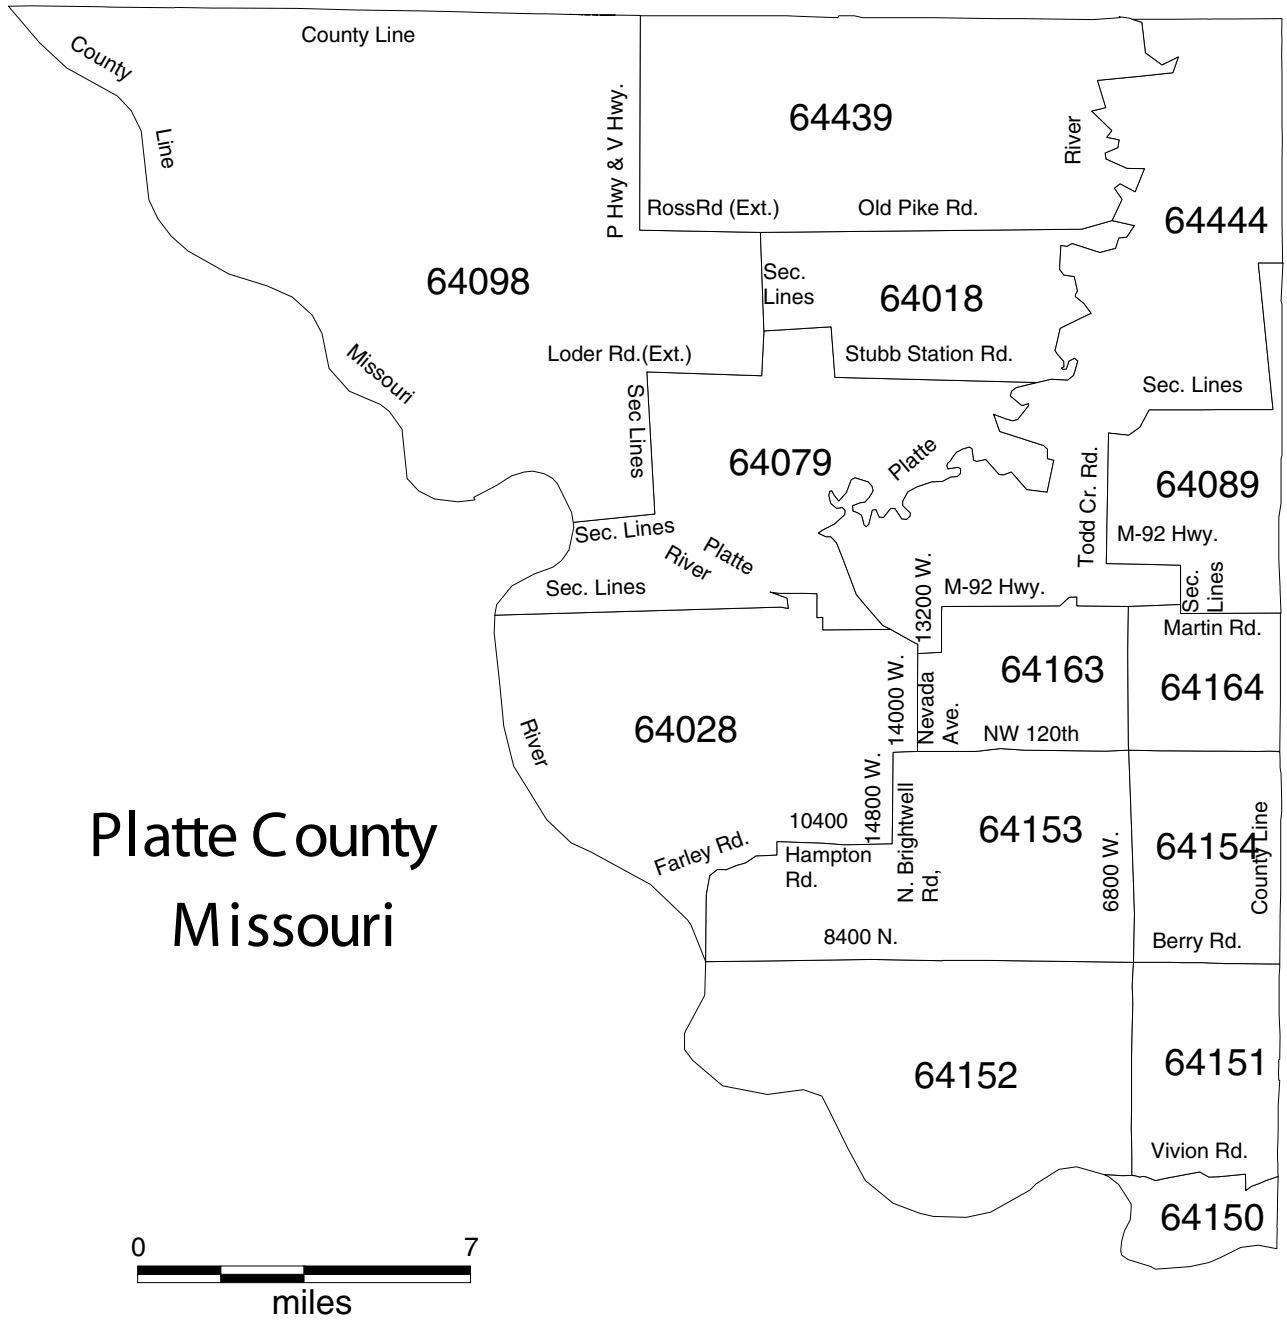 County Line
County
Line
P Hwy & V Hwy.
64439
River
RossRd (Ext.)
Old Pike Rd.
64444
64098
Sec.
Lines
64018
Missouri
Loder Rd.(Ext.)
Stubb Station Rd.
Sec. Lines
Sec Lines
64079
Platte
Todd Cr. Rd.
64089
M-92 Hwy.
Sec. Lines
Platte
River
Sec. Lines
13200 W.
M-92 Hwy.
Sec.
Lines
Martin Rd.
64163
64164
14000 W.
Nevada
Ave.
NW 120th
64028
River
14800 W.
10400
Hampton
Rd.
Farley Rd.
N. Brightwell
Rd,
64153
6800 W.
64154
County Line
8400 N.
Berry Rd.
Platte County
Missouri
64152
64151
Vivion Rd.
64150
0 7
miles